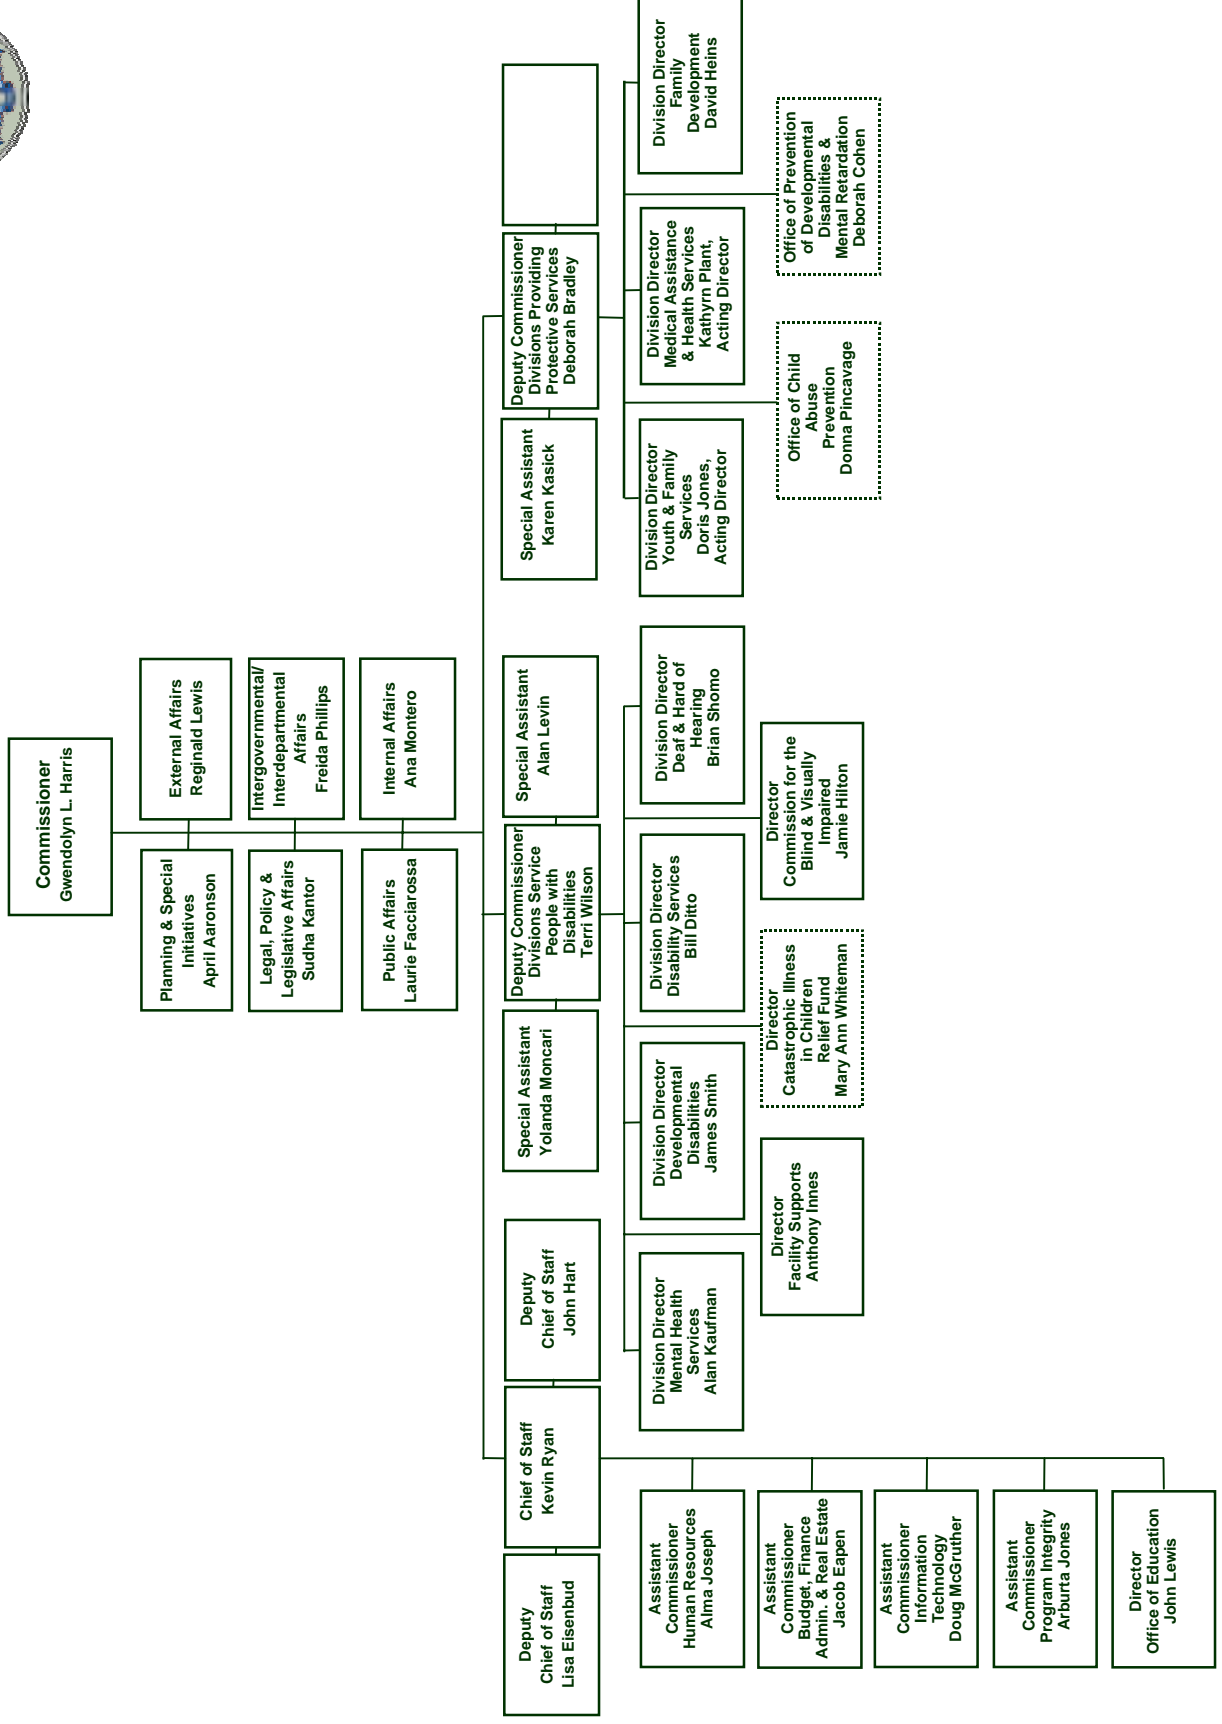 Commissioner
Gwendolyn L. Harris
Planning & Special
Initiatives
April Aaronson
External Affairs
Reginald Lewis
Legal, Policy &
Legislative Affairs
Sudha Kantor
Intergovernmental/
Interdepartmental
Affairs
Freida Phillips
Public Affairs
Laurie Facciarossa
Internal Affairs
Ana Montero
Deputy
Chief of Staff
Lisa Eisenbud
Chief of Staff
Kevin Ryan
Deputy
Chief of Staff
John Hart
Special Assistant
Yolanda Moncari
Deputy Commissioner
Divisions Service
People with
Disabilities
Terri Wilson
Special Assistant
Alan Levin
Special Assistant
Karen Kasick
Deputy Commissioner
Divisions Providing
Protective Services
Deborah Bradley
Assistant
Commissioner
Human Resources
Alma Joseph
Assistant
Commissioner
Budget, Finance
Admin. & Real Estate
Jacob Eapen
Assistant
Commissioner
Information
Technology
Doug McGruther
Assistant
Commissioner
Program Integrity
Arburta Jones
Director
Office of Education
John Lewis
Division Director
Mental Health
Services
Alan Kaufman
Division Director
Developmental
Disabilities
James Smith
Division Director
Disability Services
Bill Ditto
Division Director
Deaf & Hard of
Hearing
Brian Shomo
Director
Facility Supports
Anthony Innes
Director
Catastrophic Illness
in Children
Relief Fund
Mary Ann Whiteman
Director
Commission for the
Blind & Visually
Impaired
Jamie Hilton
Division Director
Youth & Family
Services
Doris Jones,
Acting Director
Division Director
Medical Assistance
& Health Services
Kathyrn Plant,
Acting Director
Division Director
Family
Development
David Heins
Office of Child
Abuse
Prevention
Donna Pincavage
Office of Prevention
of Developmental
Disabilities &
Mental Retardation
Deborah Cohen